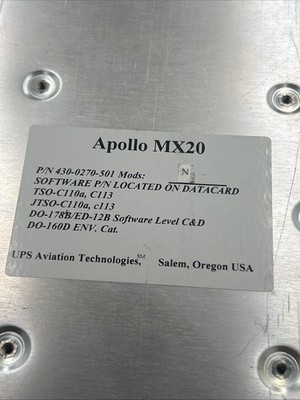 Apollo MX20
P/N 430-0270-501 Mods: N
SOFTWARE P/N LOCATED ON DATACARD
TSO-C110a, C113
JTSO-C110a, c113
DO-178B/ED-12B Software Level C&D
DO-160D ENV. Cat.
UPS Aviation Technologies,℠ Salem, Oregon USA